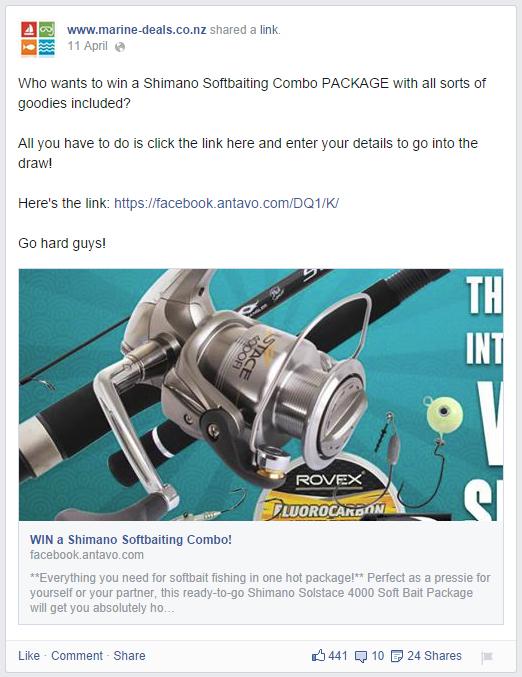 www.marine-deals.co.nz shared a link.
11 April
Who wants to win a Shimano Softbaiting Combo PACKAGE with all sorts of
goodies included?
All you have to do is click the link here and enter your details to go into the
draw!
Here's the link: https://facebook.antavo.com/DQ1/K/
Go hard guys!
TH
INT
STACE
4000FI
ROVEX
FLUOROCARBON
WIN a Shimano Softbaiting Combo!
facebook.antavo.com
**Everything you need for softbait fishing in one hot package!** Perfect as a pressie for
yourself or your partner, this ready-to-go Shimano Solstace 4000 Soft Bait Package
will get you absolutely ho…
Like · Comment · Share
441 10 24 Shares